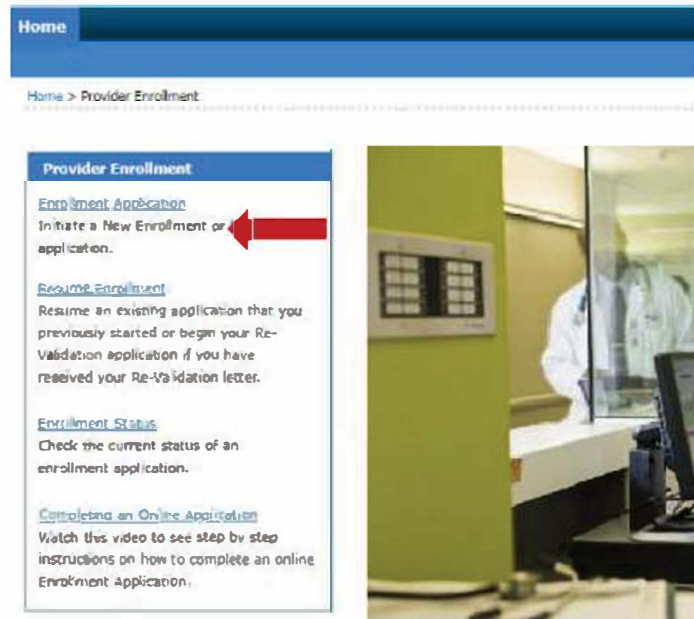 Home
Home > Provider Enrollment
Provider Enrollment
Enrollment Application
Initiate a New Enrollment or
application.
Resume Enrollment
Resume an existing application that you
previously started or begin your Re-
Validation application if you have
received your Re-Validation letter.
Enrollment Status
Check the current status of an
enrollment application.
Completing an Online Application
Watch this video to see step by step
instructions on how to complete an online
Enrollment Application.